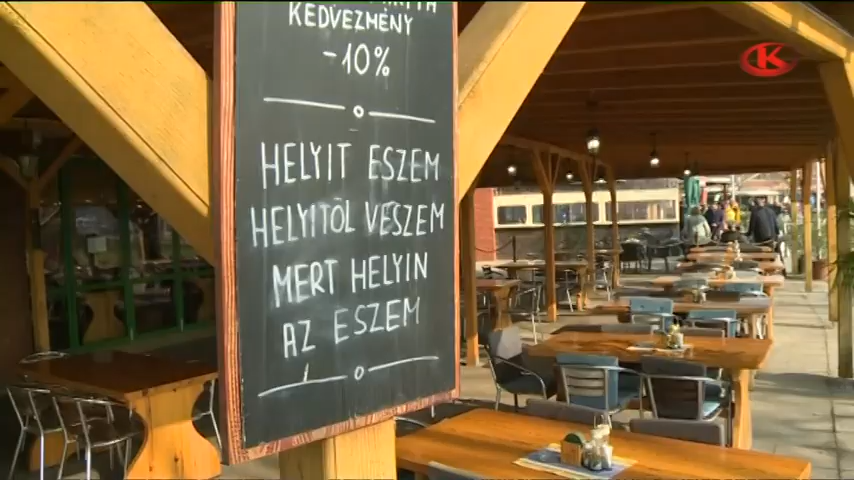 KEDVEZMÉNY
-10%
HELYIT ESZEM
HELYITŐL VESZEM
MERT HELYIN
AZ ESZEM
K